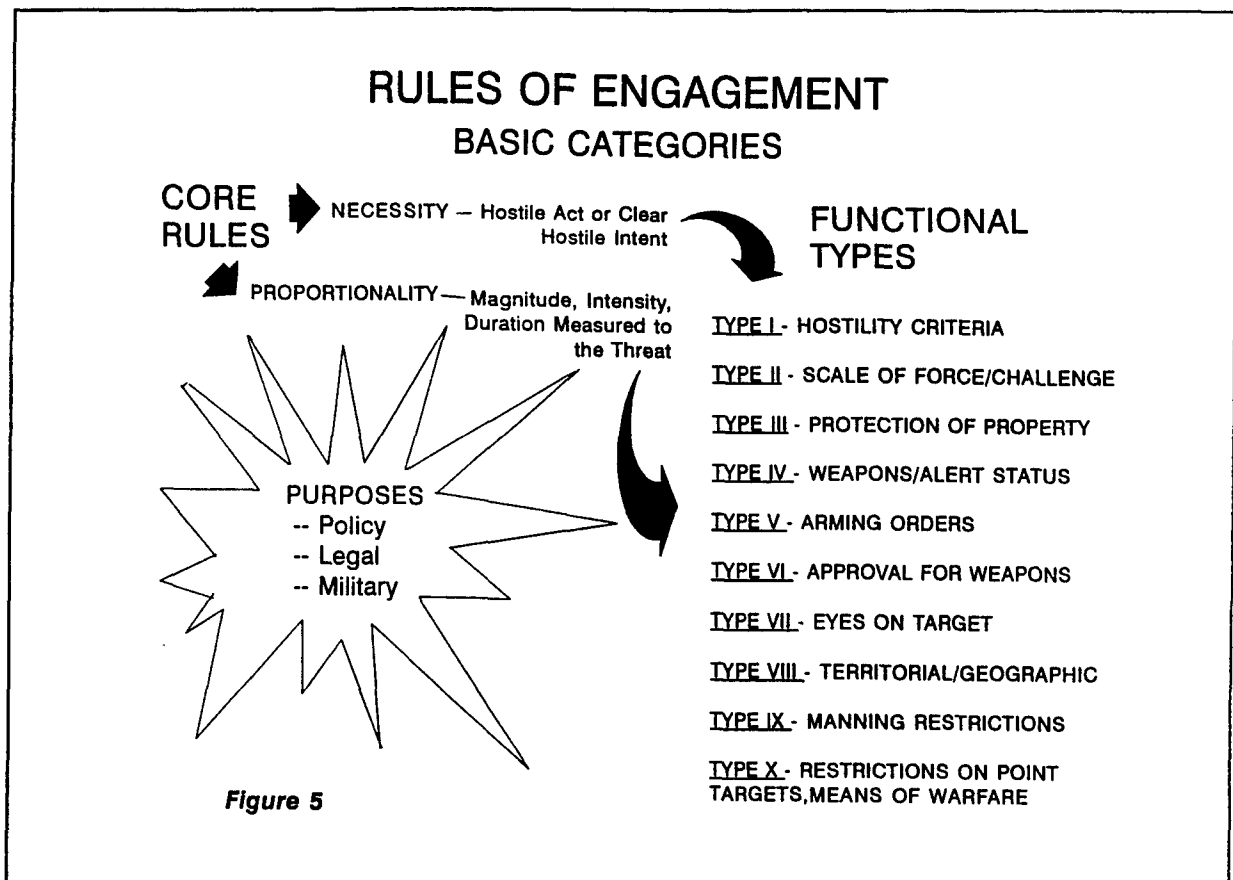 RULES OF ENGAGEMENT
BASIC CATEGORIES
CORE
RULES
NECESSITY — Hostile Act or Clear
Hostile Intent
PROPORTIONALITY — Magnitude, Intensity,
Duration Measured to
the Threat
PURPOSES
-- Policy
-- Legal
-- Military
FUNCTIONAL
TYPES
TYPE I - HOSTILITY CRITERIA
TYPE II - SCALE OF FORCE/CHALLENGE
TYPE III - PROTECTION OF PROPERTY
TYPE IV - WEAPONS/ALERT STATUS
TYPE V - ARMING ORDERS
TYPE VI - APPROVAL FOR WEAPONS
TYPE VII - EYES ON TARGET
TYPE VIII - TERRITORIAL/GEOGRAPHIC
TYPE IX - MANNING RESTRICTIONS
TYPE X - RESTRICTIONS ON POINT
TARGETS,MEANS OF WARFARE
Figure 5